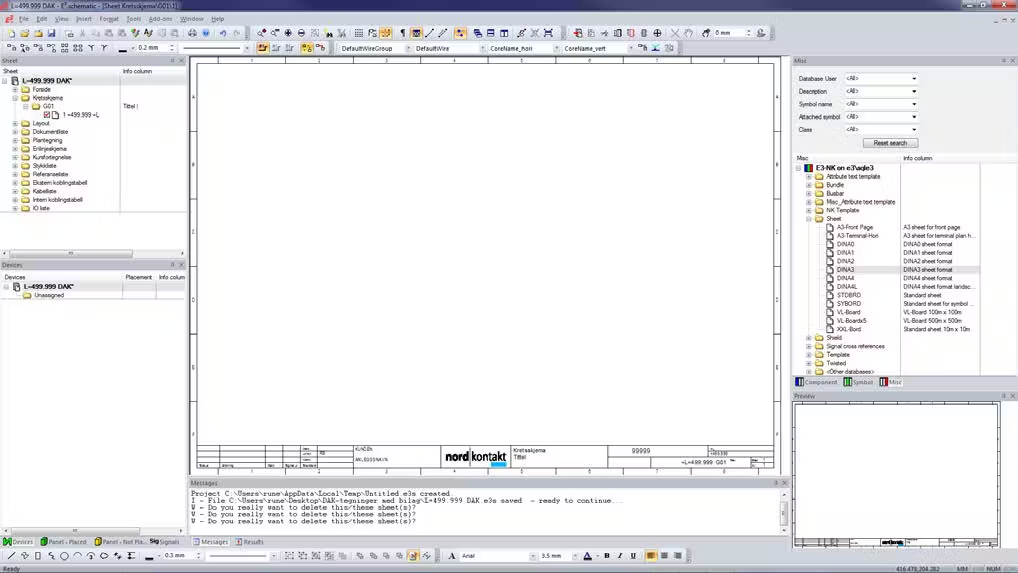 L=499.999 DAK - E³.schematic - [Sheet Kretsskjema\G01\1]
File Edit View Insert Format Tools Add-ons Window Help
0 mm
0.2 mm
DefaultWireGroup DefaultWire CoreName_hori CoreName_vert
Sheet
Sheet Info column
L=499.999 DAK*
Forside
Kretsskjema
G01 Tittel I
1 =499.999 =L
Layout
Dokumentliste
Plantegning
Enlinjeskjema
Kursfortegnelse
Stykkliste
Referanseliste
Ekstern koblingstabell
Kabelliste
Intern koblingstabell
IO liste
Devices
Devices Placement Info colum
L=499.999 DAK*
Unassigned
Devices Panel - Placed Panel - Not Pla... Signals
KUNDEN
ANLEGGSNAVN
nordkontakt
Kretsskjema
Tittel
99999
=L=499.999 G01
Messages
Project C:\Users\rune\AppData\Local\Temp\Untitled.e3s created
I - File C:\Users\rune\Desktop\DAK-tegninger med bilag\L=499.999 DAK e3s saved - ready to continue...
W - Do you really want to delete this/these sheet(s)?
W - Do you really want to delete this/these sheet(s)?
W - Do you really want to delete this/these sheet(s)?
Messages Results
Misc
Database User <All>
Description <All>
Symbol name <All>
Attached symbol <All>
Class <All>
Reset search
Misc Info column
E3-NK on e3\sqle3
Attribute text template
Bundle
Busbar
Misc_Attribute text template
NK Template
Sheet
A3-Front Page A3 sheet for front page
A3-Terminal-Hori A3 sheet for terminal plan h...
DINA0 DINA0 sheet format
DINA1 DINA1 sheet format
DINA2 DINA2 sheet format
DINA3 DINA3 sheet format
DINA4 DINA4 sheet format
DINA4L DINA4 sheet format landsc...
STDBRD Standard sheet
SYBORD Standard sheet for symbol ...
VL-Board VL-Board 100m x 100m
VL-Boardx5 VL-Board 500m x 500m
XXL-Bord Standard sheet 10m x 10m
Shield
Signal cross references
Template
Twisted
<Other databases>
Component Symbol Misc
Preview
0.3 mm
Arial 3.5 mm
B I U
Ready
416.478,204.282 MM NUM